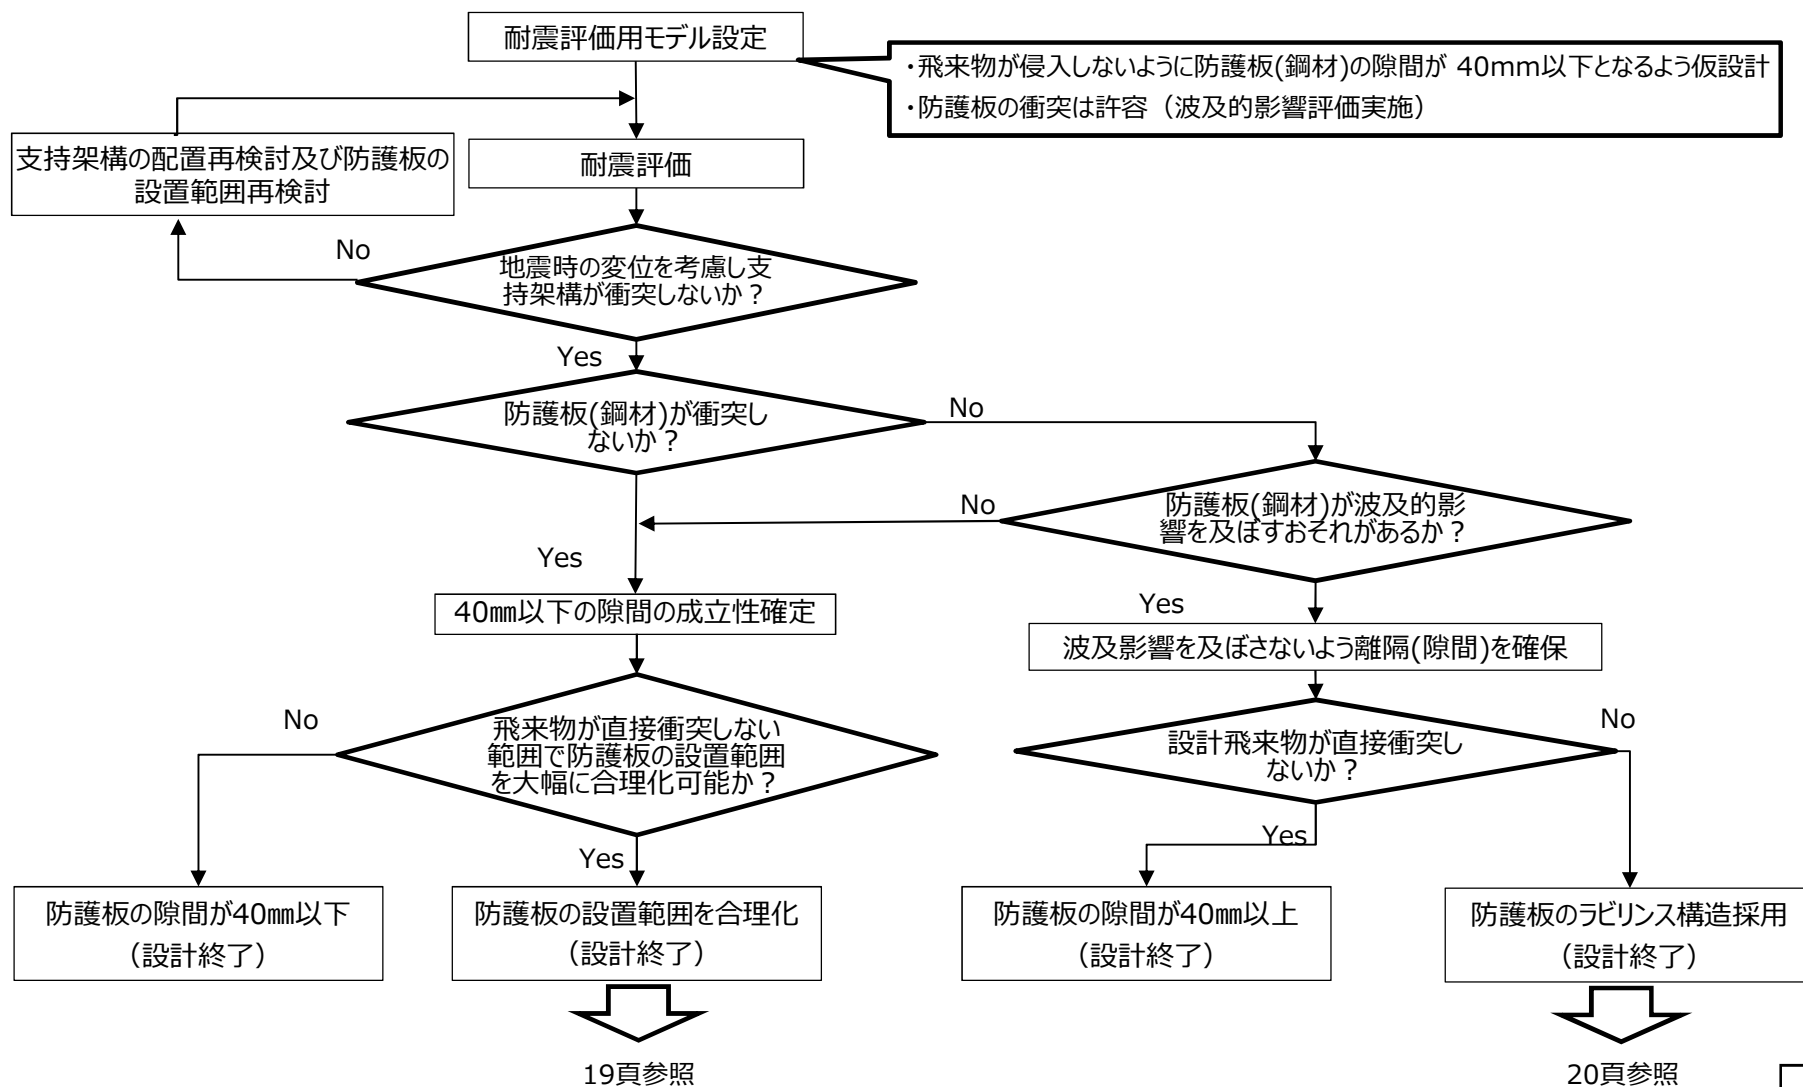 耐震評価用モデル設定
・飛来物が侵入しないように防護板(鋼材)の隙間が 40mm以下となるよう仮設計
・防護板の衝突は許容（波及的影響評価実施）
支持架構の配置再検討及び防護板の
設置範囲再検討
耐震評価
No
地震時の変位を考慮し支
持架構が衝突しないか？
Yes
防護板(鋼材)が衝突し
ないか？
No
No
防護板(鋼材)が波及的影
響を及ぼすおそれがあるか？
Yes
40㎜以下の隙間の成立性確定
Yes
波及影響を及ぼさないよう離隔(隙間)を確保
No
飛来物が直接衝突しない
範囲で防護板の設置範囲
を大幅に合理化可能か？
設計飛来物が直接衝突し
ないか？
No
Yes
Yes
防護板の隙間が40㎜以下
（設計終了）
防護板の設置範囲を合理化
（設計終了）
防護板の隙間が40㎜以上
（設計終了）
防護板のラビリンス構造採用
（設計終了）
19頁参照
20頁参照